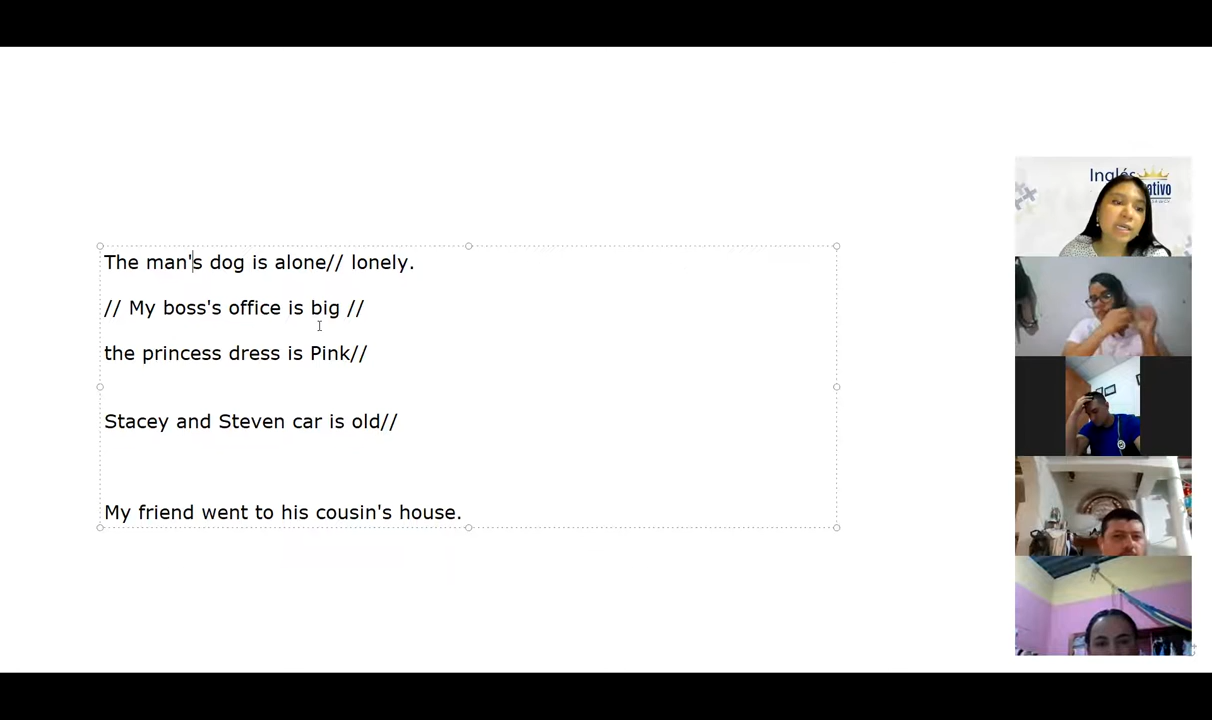 Inglés
ativo
The man's dog is alone// lonely.
// My boss's office is big //
the princess dress is Pink//
Stacey and Steven car is old//
My friend went to his cousin's house.